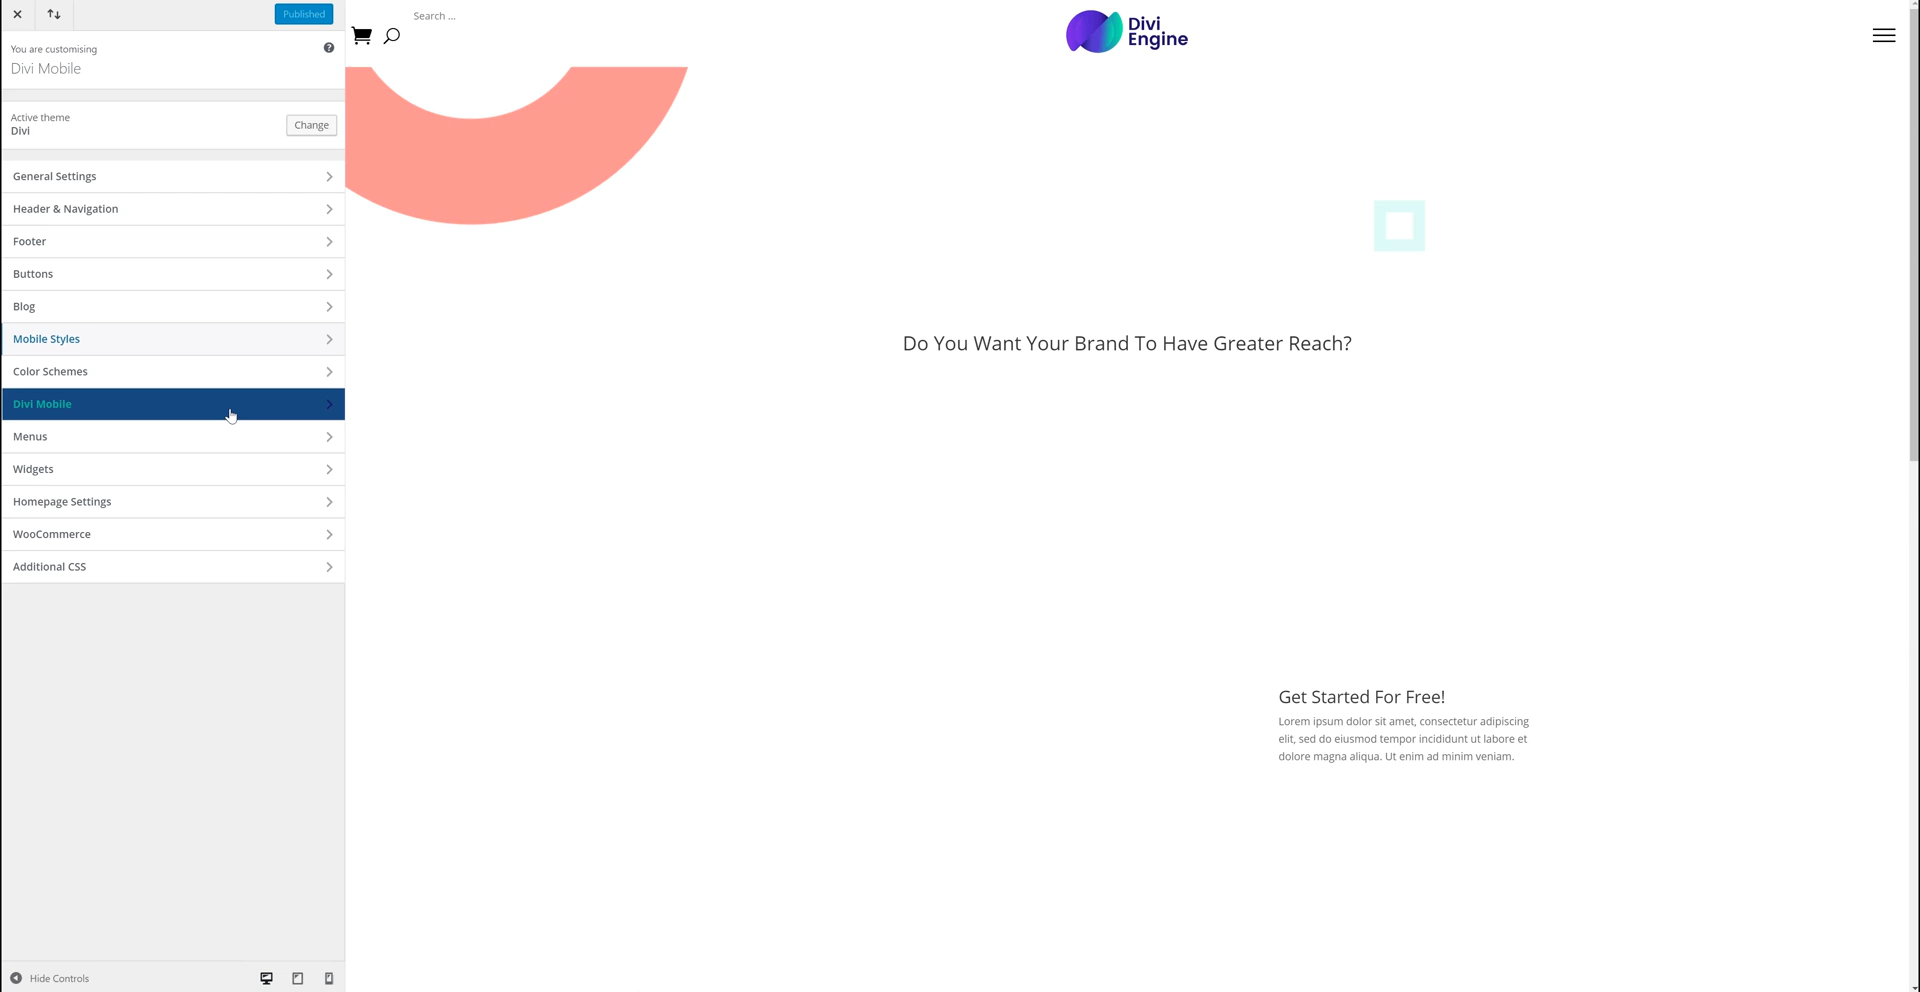 Published
You are customising
Divi Mobile
Active theme
Divi
Change
General Settings
Header & Navigation
Footer
Buttons
Blog
Mobile Styles
Color Schemes
Divi Mobile
Menus
Widgets
Homepage Settings
WooCommerce
Additional CSS
Hide Controls
Search ...
Divi
Engine
Do You Want Your Brand To Have Greater Reach?
Get Started For Free!
Lorem ipsum dolor sit amet, consectetur adipiscing
elit, sed do eiusmod tempor incididunt ut labore et
dolore magna aliqua. Ut enim ad minim veniam.